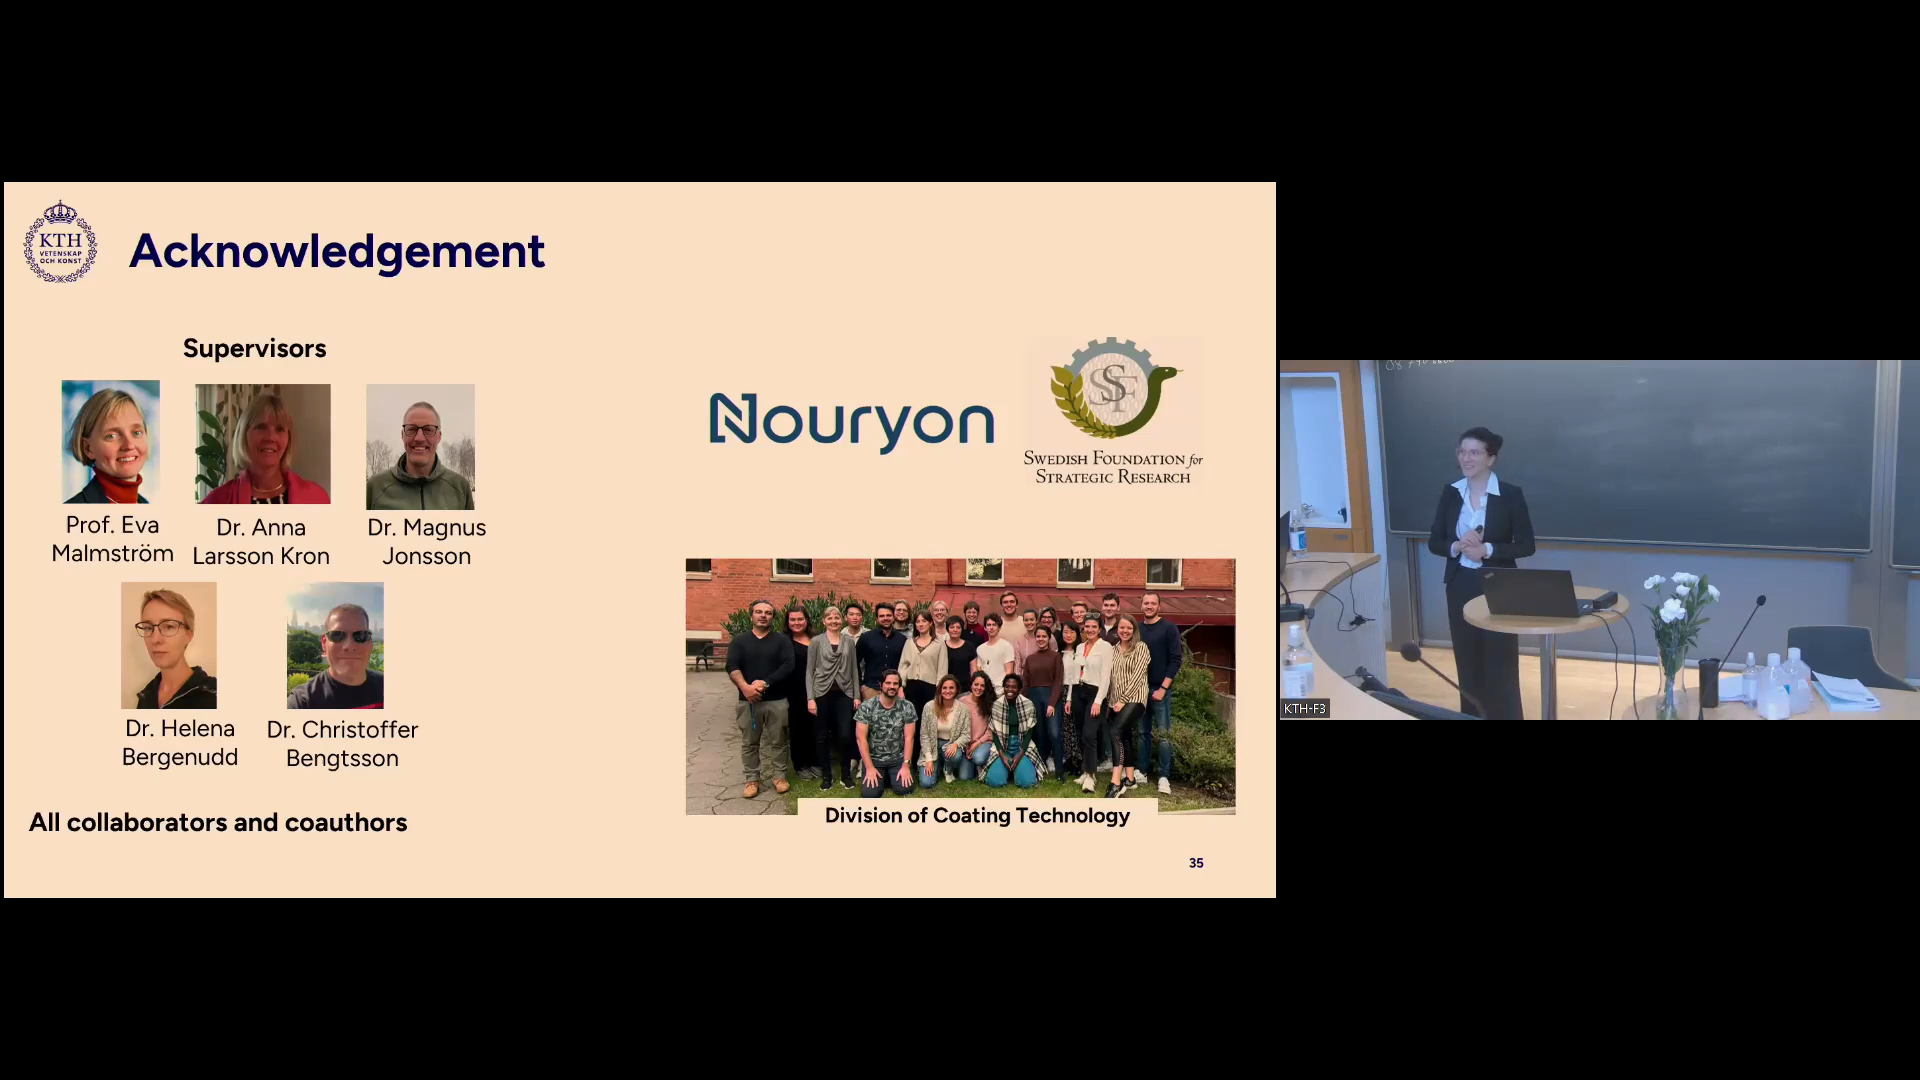 KTH
VETENSKAP
OCH KONST
Acknowledgement
Supervisors
Prof. Eva
Malmström
Dr. Anna
Larsson Kron
Dr. Magnus
Jonsson
Dr. Helena
Bergenudd
Dr. Christoffer
Bengtsson
All collaborators and coauthors
Nouryon
SSF
SWEDISH FOUNDATION for
STRATEGIC RESEARCH
Division of Coating Technology
35
KTH-F3